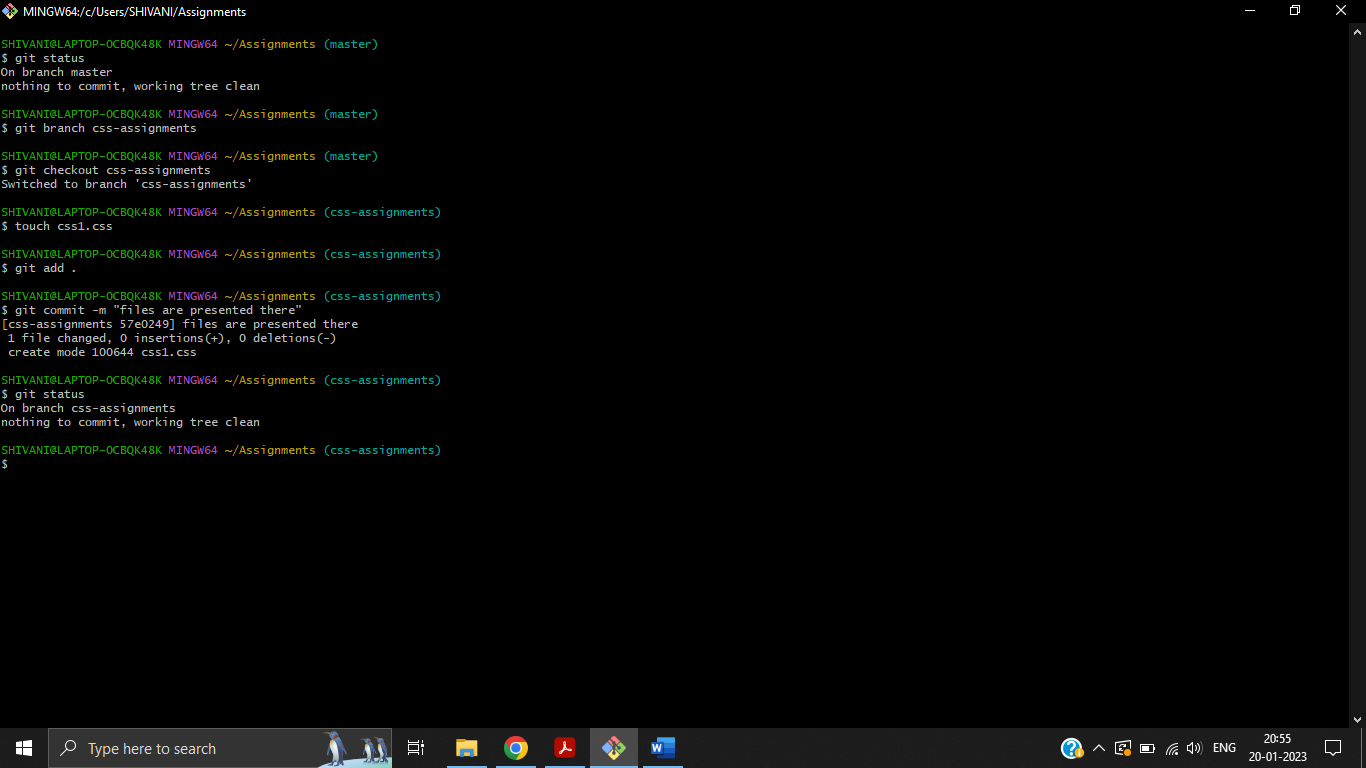 MINGW64:/c/Users/SHIVANI/Assignments
SHIVANI@LAPTOP-OCBQK48K MINGW64 ~/Assignments (master)
$ git status
On branch master
nothing to commit, working tree clean
SHIVANI@LAPTOP-OCBQK48K MINGW64 ~/Assignments (master)
$ git branch css-assignments
SHIVANI@LAPTOP-OCBQK48K MINGW64 ~/Assignments (master)
$ git checkout css-assignments
Switched to branch 'css-assignments'
SHIVANI@LAPTOP-OCBQK48K MINGW64 ~/Assignments (css-assignments)
$ touch css1.css
SHIVANI@LAPTOP-OCBQK48K MINGW64 ~/Assignments (css-assignments)
$ git add .
SHIVANI@LAPTOP-OCBQK48K MINGW64 ~/Assignments (css-assignments)
$ git commit -m "files are presented there"
[css-assignments 57e0249] files are presented there
 1 file changed, 0 insertions(+), 0 deletions(-)
 create mode 100644 css1.css
SHIVANI@LAPTOP-OCBQK48K MINGW64 ~/Assignments (css-assignments)
$ git status
On branch css-assignments
nothing to commit, working tree clean
SHIVANI@LAPTOP-OCBQK48K MINGW64 ~/Assignments (css-assignments)
$
Type here to search
ENG
20:55
20-01-2023